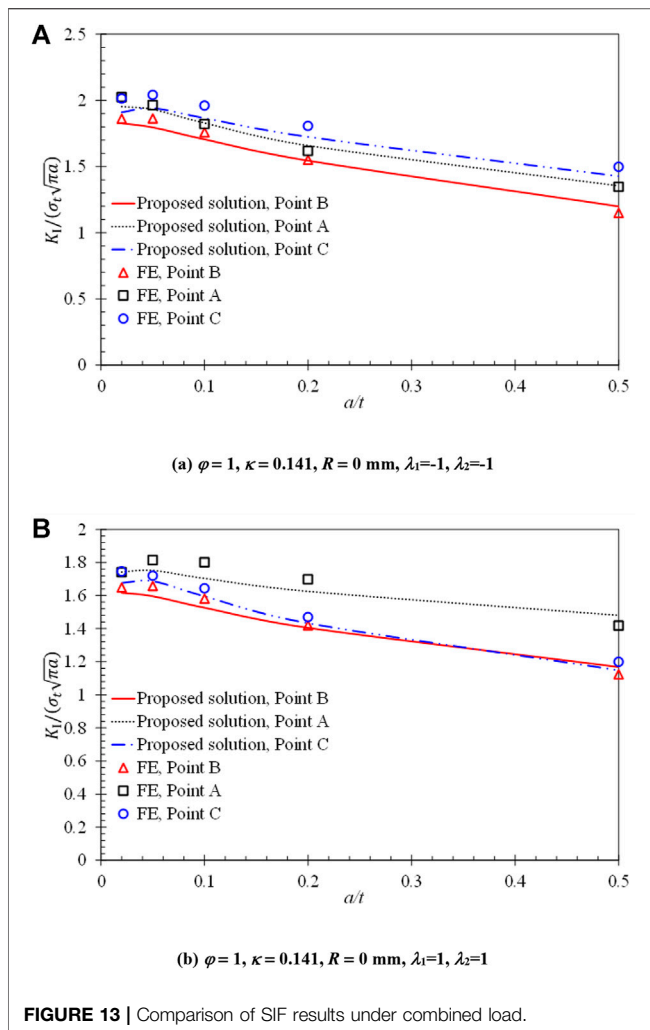 A
2.5
2
1.5
1
0.5
0
K_I/(σ_t√πa)
Proposed solution, Point B
Proposed solution, Point A
Proposed solution, Point C
FE, Point B
FE, Point A
FE, Point C
0 0.1 0.2 0.3 0.4 0.5
a/t
(a) φ = 1, κ = 0.141, R = 0 mm, λ₁=-1, λ₂=-1
B
2
1.8
1.6
1.4
1.2
1
0.8
0.6
0.4
0.2
0
K_I/(σ_t√πa)
Proposed solution, Point B
Proposed solution, Point A
Proposed solution, Point C
FE, Point B
FE, Point A
FE, Point C
0 0.1 0.2 0.3 0.4 0.5
a/t
(b) φ = 1, κ = 0.141, R = 0 mm, λ₁=1, λ₂=1
FIGURE 13 | Comparison of SIF results under combined load.